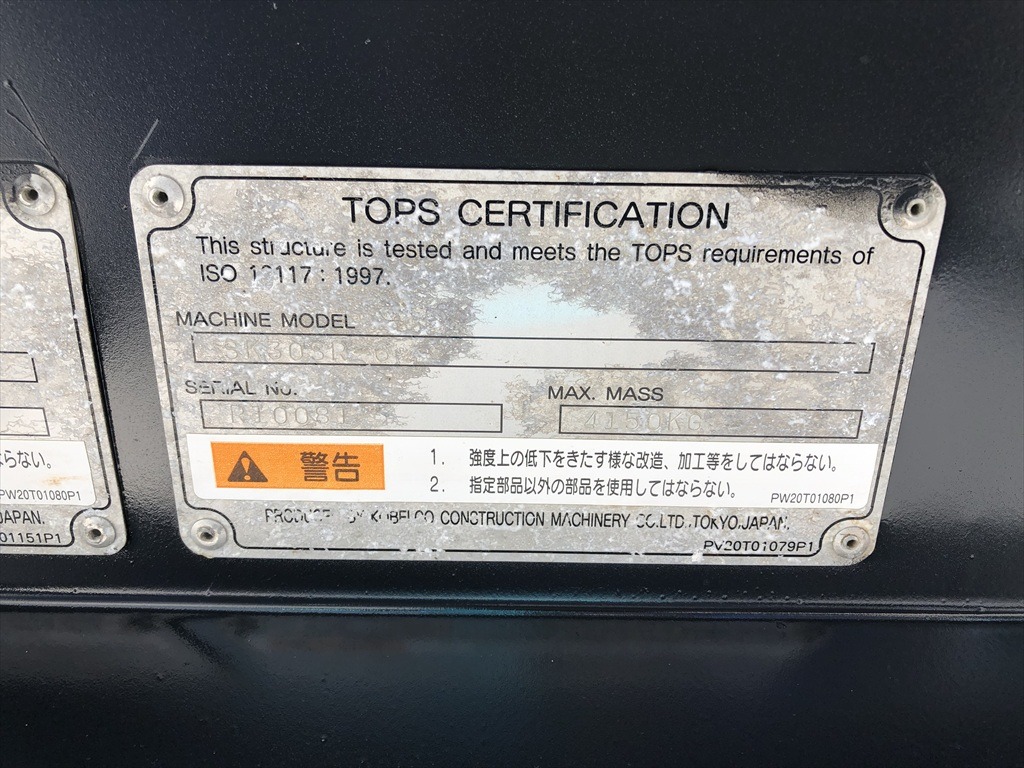 TOPS CERTIFICATION
This structure is tested and meets the TOPS requirements of
ISO 12117 : 1997.
MACHINE MODEL
SERIAL NO.
MAX. MASS
4150KG
警告
1. 強度上の低下をきたす様な改造、加工等をしてはならない。
2. 指定部品以外の部品を使用してはならない。
PW20T01080P1
PRODUCED BY KOBELCO CONSTRUCTION MACHINERY CO.LTD.,TOKYO,JAPAN.
PV20T01079P1
らない。
PW20T01080P1
JAPAN.
01151P1